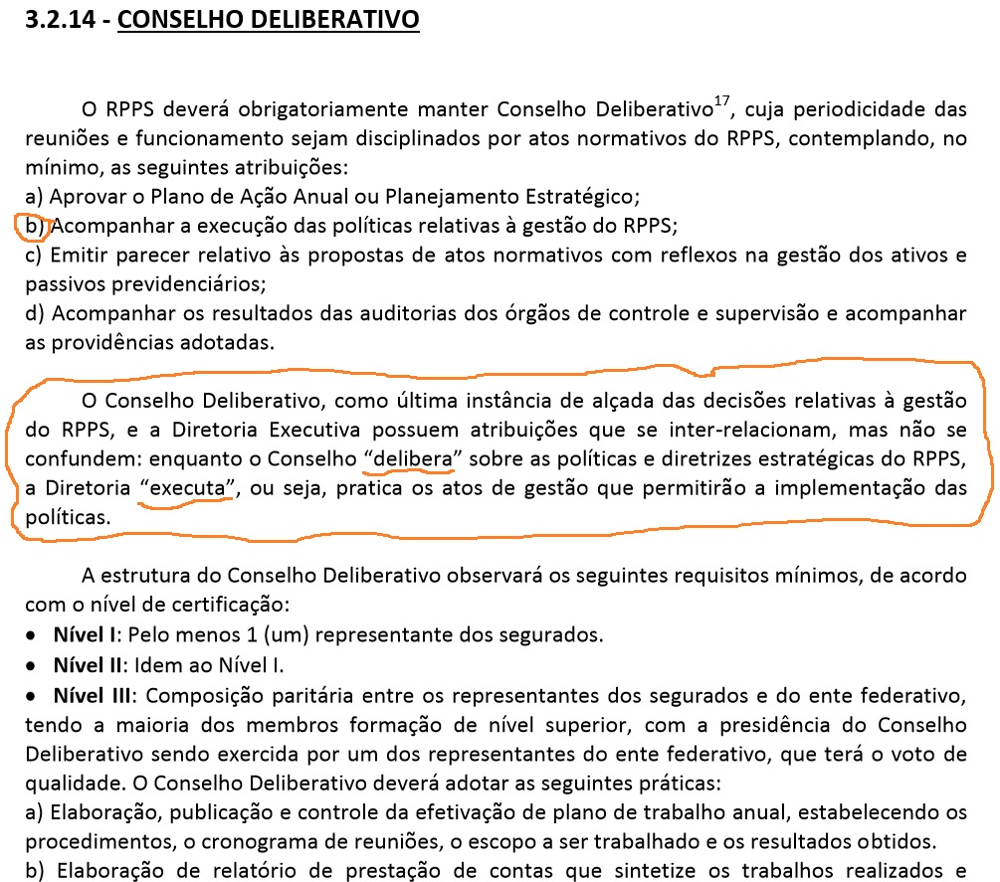 3.2.14 - CONSELHO DELIBERATIVO
O RPPS deverá obrigatoriamente manter Conselho Deliberativo17, cuja periodicidade das
reuniões e funcionamento sejam disciplinados por atos normativos do RPPS, contemplando, no
mínimo, as seguintes atribuições:
a) Aprovar o Plano de Ação Anual ou Planejamento Estratégico;
b) Acompanhar a execução das políticas relativas à gestão do RPPS;
c) Emitir parecer relativo às propostas de atos normativos com reflexos na gestão dos ativos e
passivos previdenciários;
d) Acompanhar os resultados das auditorias dos órgãos de controle e supervisão e acompanhar
as providências adotadas.
O Conselho Deliberativo, como última instância de alçada das decisões relativas à gestão
do RPPS, e a Diretoria Executiva possuem atribuições que se inter-relacionam, mas não se
confundem: enquanto o Conselho “delibera” sobre as políticas e diretrizes estratégicas do RPPS,
a Diretoria “executa”, ou seja, pratica os atos de gestão que permitirão a implementação das
políticas.
A estrutura do Conselho Deliberativo observará os seguintes requisitos mínimos, de acordo
com o nível de certificação:
• Nível I: Pelo menos 1 (um) representante dos segurados.
• Nível II: Idem ao Nível I.
• Nível III: Composição paritária entre os representantes dos segurados e do ente federativo,
tendo a maioria dos membros formação de nível superior, com a presidência do Conselho
Deliberativo sendo exercida por um dos representantes do ente federativo, que terá o voto de
qualidade. O Conselho Deliberativo deverá adotar as seguintes práticas:
a) Elaboração, publicação e controle da efetivação de plano de trabalho anual, estabelecendo os
procedimentos, o cronograma de reuniões, o escopo a ser trabalhado e os resultados obtidos.
b) Elaboração de relatório de prestação de contas que sintetize os trabalhos realizados e